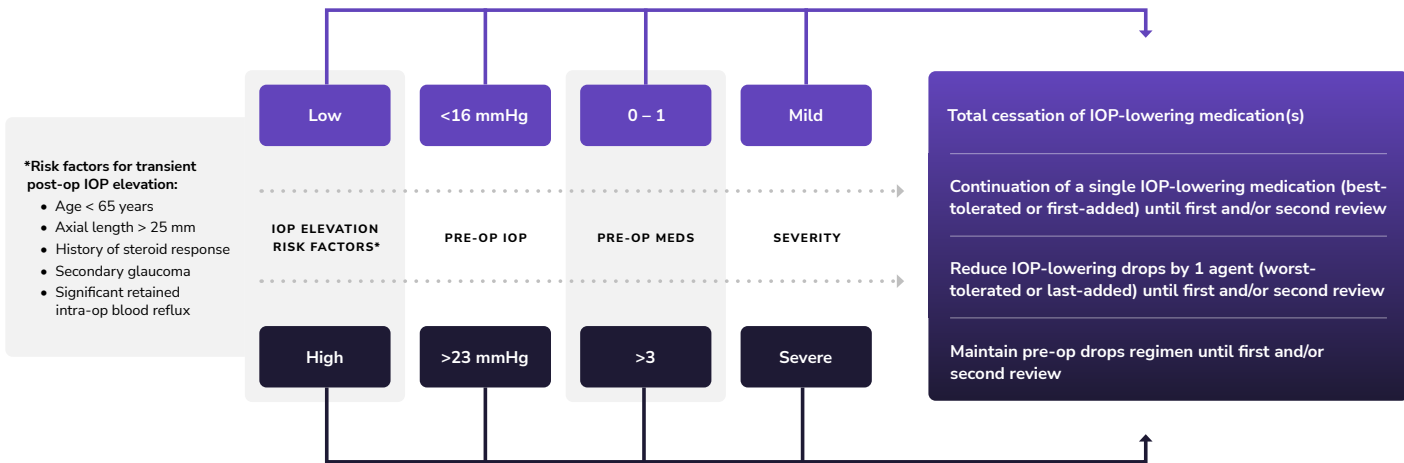 *Risk factors for transient
post-op IOP elevation:
• Age < 65 years
• Axial length > 25 mm
• History of steroid response
• Secondary glaucoma
• Significant retained
intra-op blood reflux
Low
<16 mmHg
0 – 1
Mild
IOP ELEVATION
RISK FACTORS*
PRE-OP IOP
PRE-OP MEDS
SEVERITY
High
>23 mmHg
>3
Severe
Total cessation of IOP-lowering medication(s)
Continuation of a single IOP-lowering medication (best-
tolerated or first-added) until first and/or second review
Reduce IOP-lowering drops by 1 agent (worst-
tolerated or last-added) until first and/or second review
Maintain pre-op drops regimen until first and/or
second review